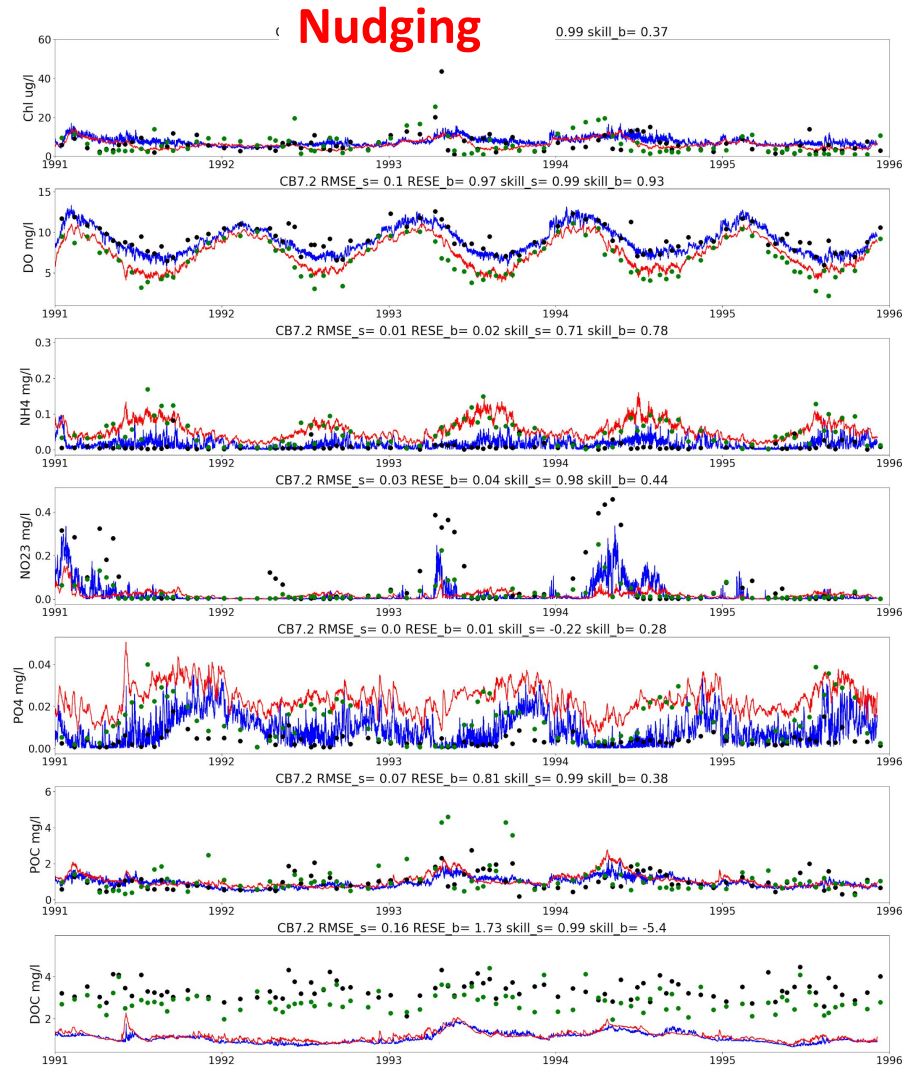 Nudging
0.99 skill_b= 0.37
60
40
20
0
Chl ug/l
1991 1992 1993 1994 1995 1996
CB7.2 RMSE_s= 0.1 RESE_b= 0.97 skill_s= 0.99 skill_b= 0.93
15
10
5
DO mg/l
1991 1992 1993 1994 1995 1996
CB7.2 RMSE_s= 0.01 RESE_b= 0.02 skill_s= 0.71 skill_b= 0.78
0.3
0.2
0.1
0.0
NH4 mg/l
1991 1992 1993 1994 1995 1996
CB7.2 RMSE_s= 0.03 RESE_b= 0.04 skill_s= 0.98 skill_b= 0.44
0.4
0.2
0.0
NO23 mg/l
1991 1992 1993 1994 1995 1996
CB7.2 RMSE_s= 0.0 RESE_b= 0.01 skill_s= -0.22 skill_b= 0.28
0.04
0.02
0.00
PO4 mg/l
1991 1992 1993 1994 1995 1996
CB7.2 RMSE_s= 0.07 RESE_b= 0.81 skill_s= 0.99 skill_b= 0.38
6
4
2
0
POC mg/l
1991 1992 1993 1994 1995 1996
CB7.2 RMSE_s= 0.16 RESE_b= 1.73 skill_s= 0.99 skill_b= -5.4
4
2
DOC mg/l
1991 1992 1993 1994 1995 1996